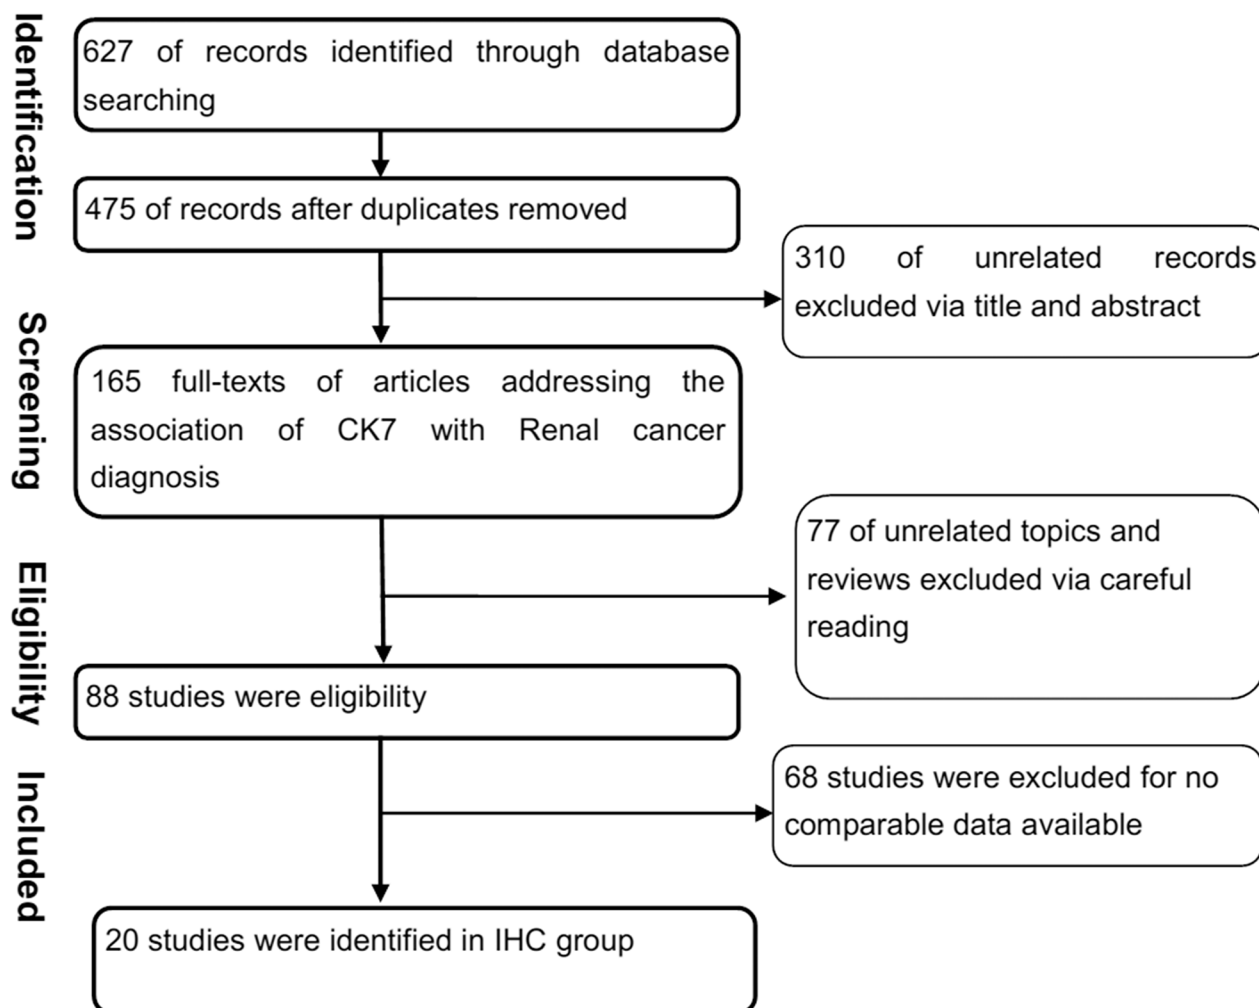 Identification
627 of records identified through database
searching
475 of records after duplicates removed
310 of unrelated records
excluded via title and abstract
Screening
165 full-texts of articles addressing the
association of CK7 with Renal cancer
diagnosis
77 of unrelated topics and
reviews excluded via careful
reading
Eligibility
88 studies were eligibility
68 studies were excluded for no
comparable data available
Included
20 studies were identified in IHC group